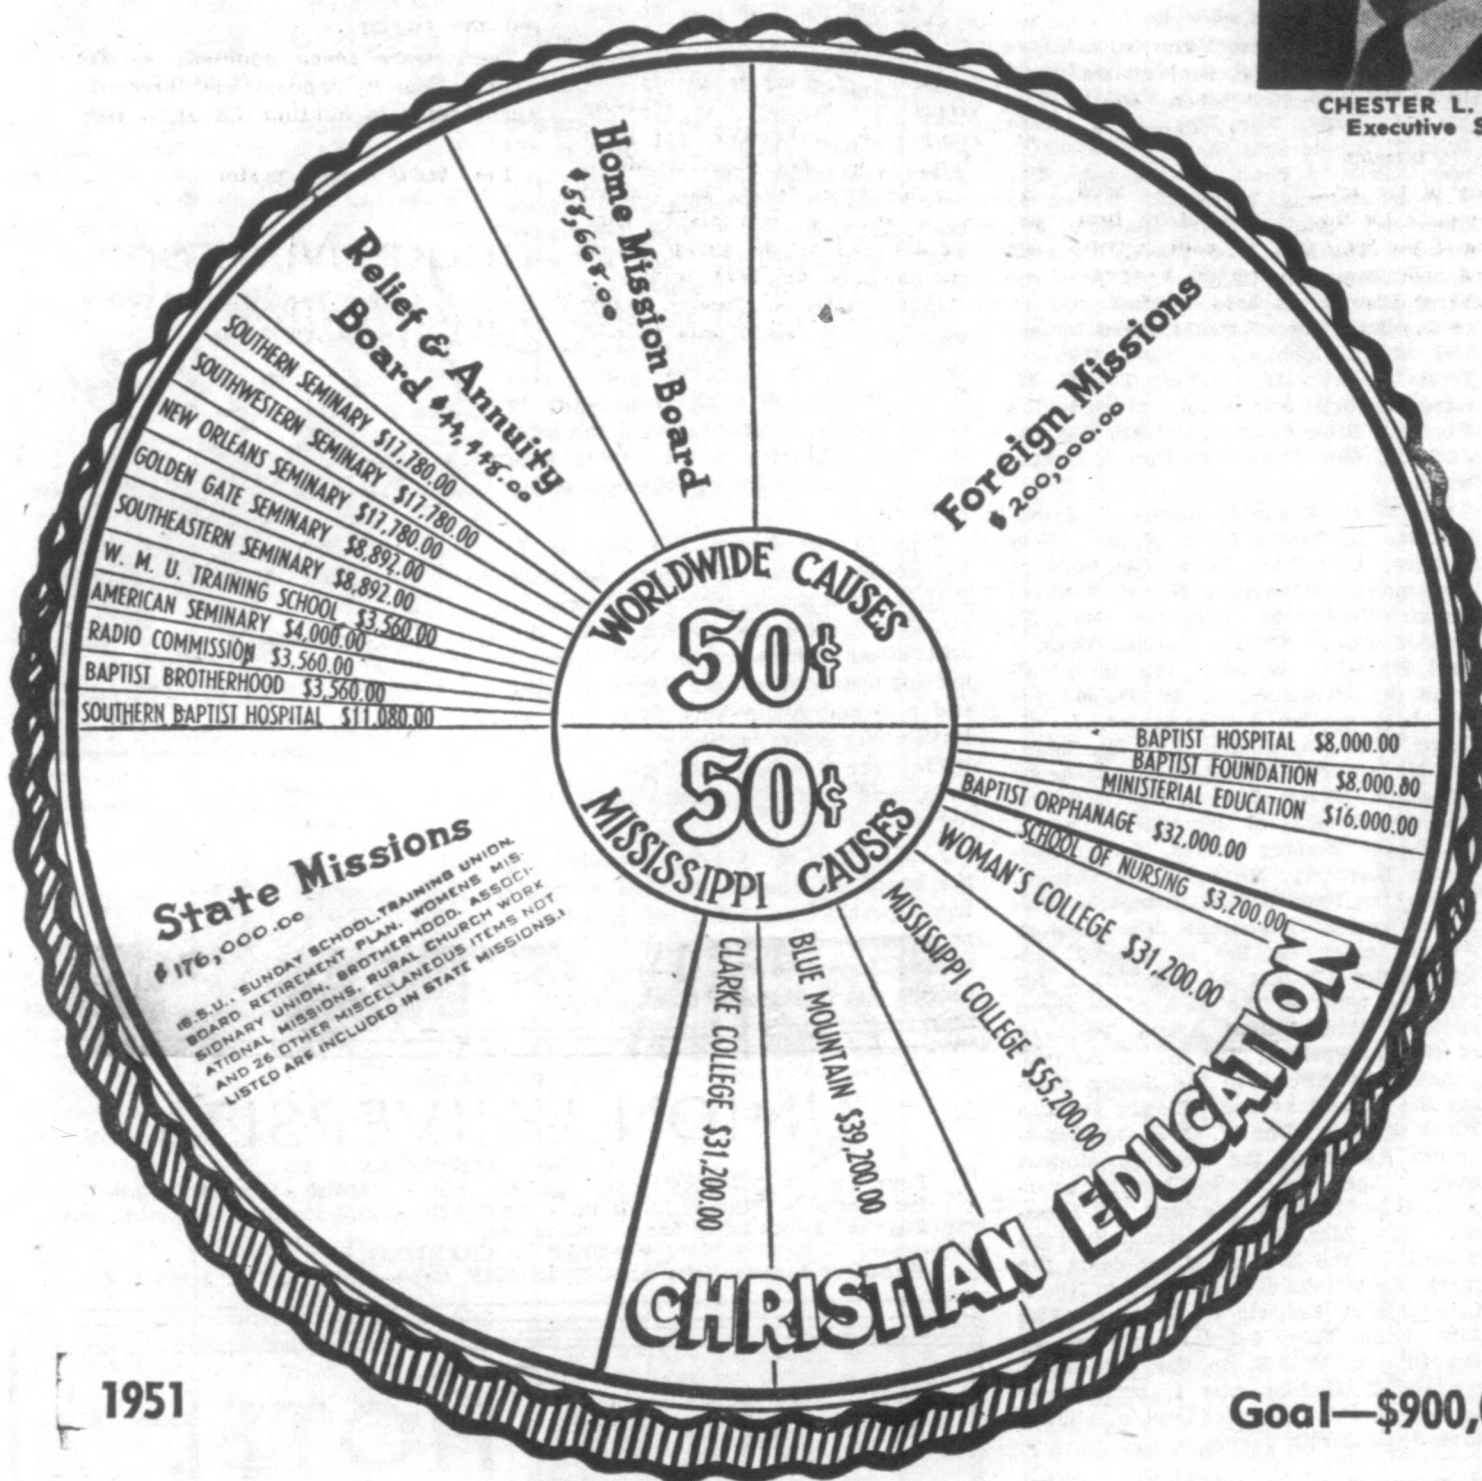 CHESTER L.
Executive S
Home Mission Board
$58,668.00
Relief & Annuity
Board $44,448.00
SOUTHERN SEMINARY $17,780.00
SOUTHWESTERN SEMINARY $17,780.00
NEW ORLEANS SEMINARY $17,780.00
GOLDEN GATE SEMINARY $8,892.00
SOUTHEASTERN SEMINARY $8,892.00
W. M. U. TRAINING SCHOOL $3,560.00
AMERICAN SEMINARY $4,000.00
RADIO COMMISSION $3,560.00
BAPTIST BROTHERHOOD $3,560.00
SOUTHERN BAPTIST HOSPITAL $11,080.00
Foreign Missions
$200,000.00
WORLDWIDE CAUSES
50¢
50¢
MISSISSIPPI CAUSES
BAPTIST HOSPITAL $8,000.00
BAPTIST FOUNDATION $8,000.80
MINISTERIAL EDUCATION $16,000.00
BAPTIST ORPHANAGE $32,000.00
SCHOOL OF NURSING $3,200.00
WOMAN'S COLLEGE $31,200.00
MISSISSIPPI COLLEGE $55,200.00
BLUE MOUNTAIN $39,200.00
CLARKE COLLEGE $31,200.00
CHRISTIAN EDUCATION
State Missions
$176,000.00
(B.S.U., SUNDAY SCHOOL, TRAINING UNION,
BOARD RETIREMENT PLAN, WOMENS MIS-
SIONARY UNION, BROTHERHOOD, ASSOCI-
ATIONAL MISSIONS, RURAL CHURCH WORK
AND 26 OTHER MISCELLANEOUS ITEMS NOT
LISTED ARE INCLUDED IN STATE MISSIONS.)
1951
Goal—$900,